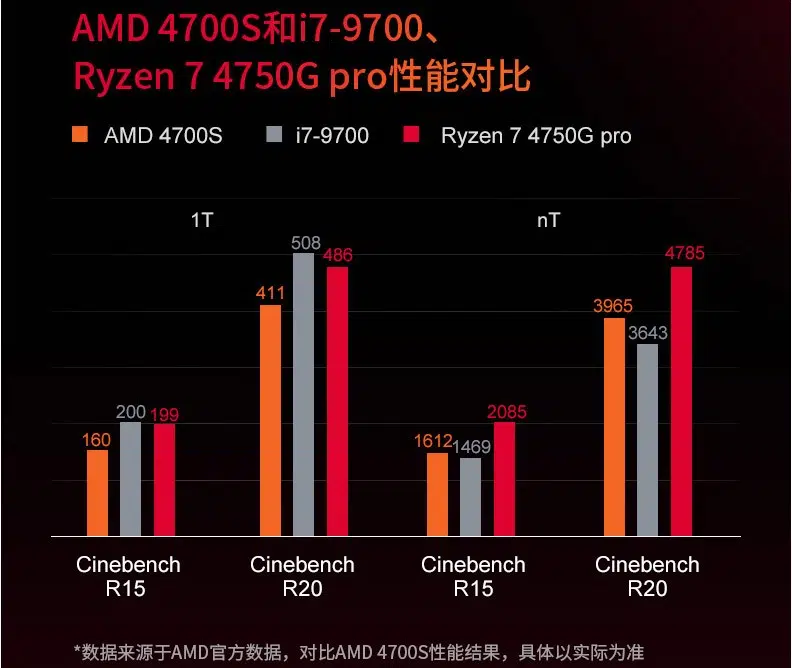 AMD 4700S和i7-9700、
Ryzen 7 4750G pro性能对比
AMD 4700S i7-9700 Ryzen 7 4750G pro
1T nT
508 486 4785
411 3965
3643
200 199 2085
160 1612 1469
Cinebench R15 Cinebench R20 Cinebench R15 Cinebench R20
*数据来源于AMD官方数据，对比AMD 4700S性能结果，具体以实际为准